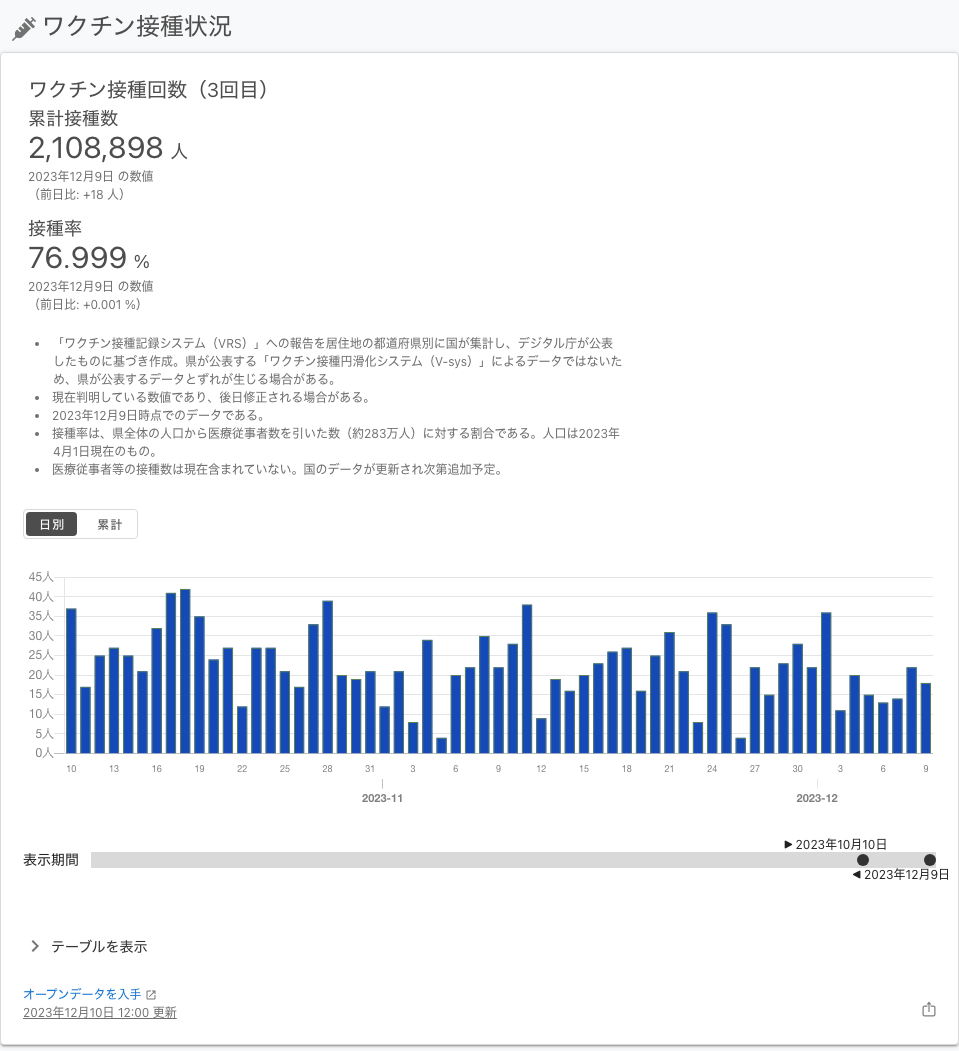 ワクチン接種状況
ワクチン接種回数（3回目）
累計接種数
2,108,898 人
2023年12月9日 の数値
（前日比: +18 人）
接種率
76.999 %
2023年12月9日 の数値
（前日比: +0.001 %）
• 「ワクチン接種記録システム（VRS）」への報告を居住地の都道府県別に国が集計し、デジタル庁が公表
したものに基づき作成。県が公表する「ワクチン接種円滑化システム（V-sys）」によるデータではないた
め、県が公表するデータとずれが生じる場合がある。
• 現在判明している数値であり、後日修正される場合がある。
• 2023年12月9日時点でのデータである。
• 接種率は、県全体の人口から医療従事者数を引いた数（約283万人）に対する割合である。人口は2023年
4月1日現在のもの。
• 医療従事者等の接種数は現在含まれていない。国のデータが更新され次第追加予定。
日別 累計
45人
40人
35人
30人
25人
20人
15人
10人
5人
0人
10 13 16 19 22 25 28 31 3 6 9 12 15 18 21 24 27 30 3 6 9
2023-11 2023-12
▶ 2023年10月10日
表示期間
◀ 2023年12月9日
テーブルを表示
オープンデータを入手
2023年12月10日 12:00 更新